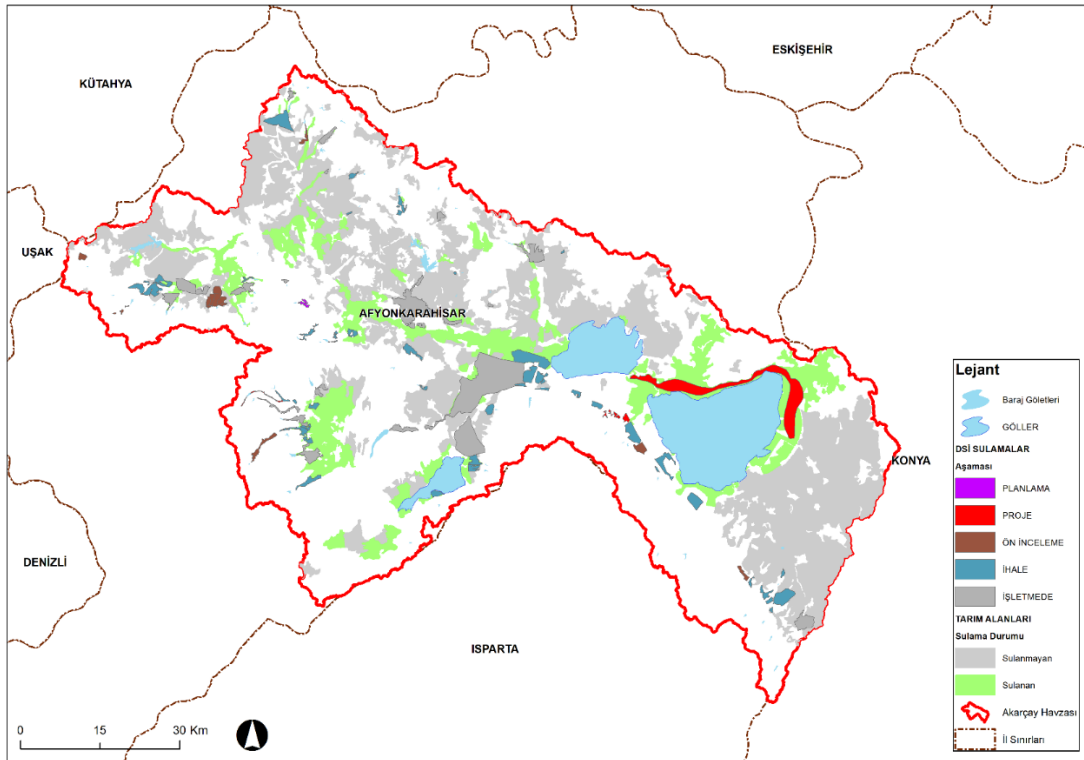 ESKİŞEHİR
KÜTAHYA
UŞAK
AFYONKARAHİSAR
KONYA
DENİZLİ
ISPARTA
0 15 30 Km
Lejant
Baraj Göletleri
GÖLLER
DSİ SULAMALAR
Aşaması
PLANLAMA
PROJE
ÖN İNCELEME
İHALE
İŞLETMEDE
TARIM ALANLARI
Sulama Durumu
Sulanmayan
Sulanan
Akarçay Havzası
İl Sınırları